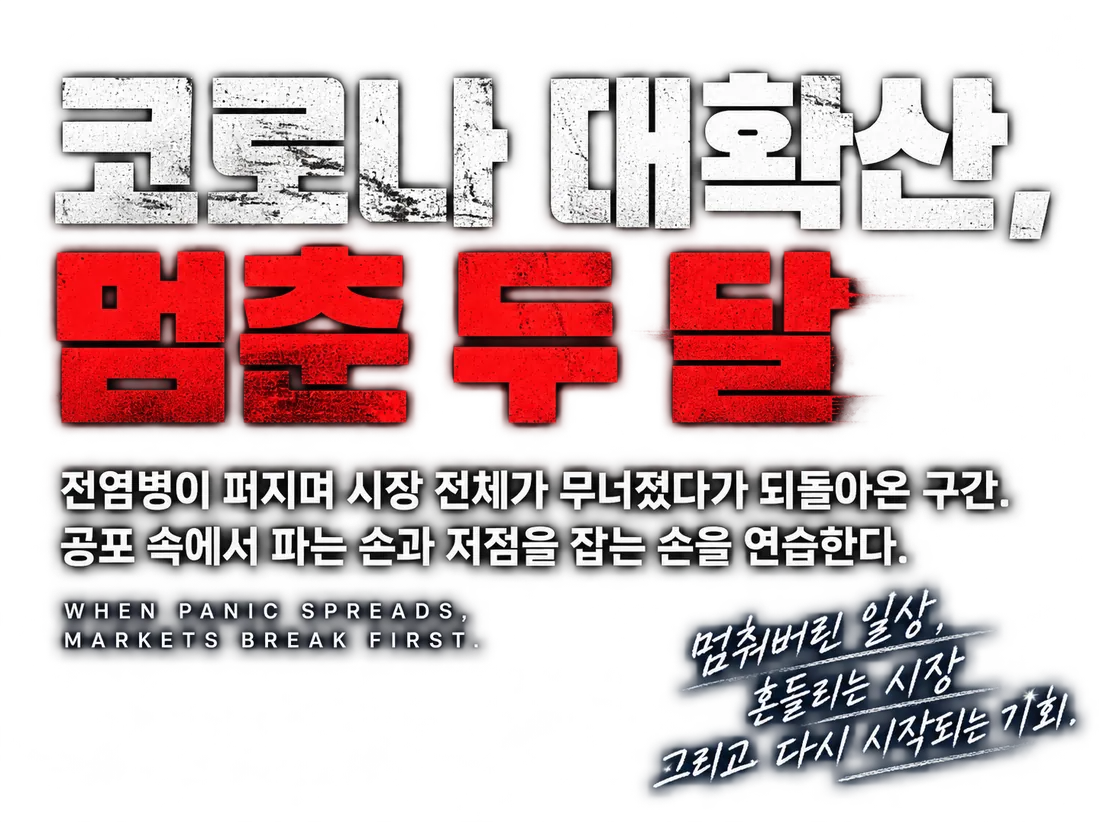 코로나 대확산,
멈춘 두 달
전염병이 퍼지며 시장 전체가 무너졌다가 되돌아온 구간.
공포 속에서 파는 손과 저점을 잡는 손을 연습한다.
WHEN PANIC SPREADS,
MARKETS BREAK FIRST.
멈춰버린 일상,
흔들리는 시장
그리고 다시 시작되는 기회.